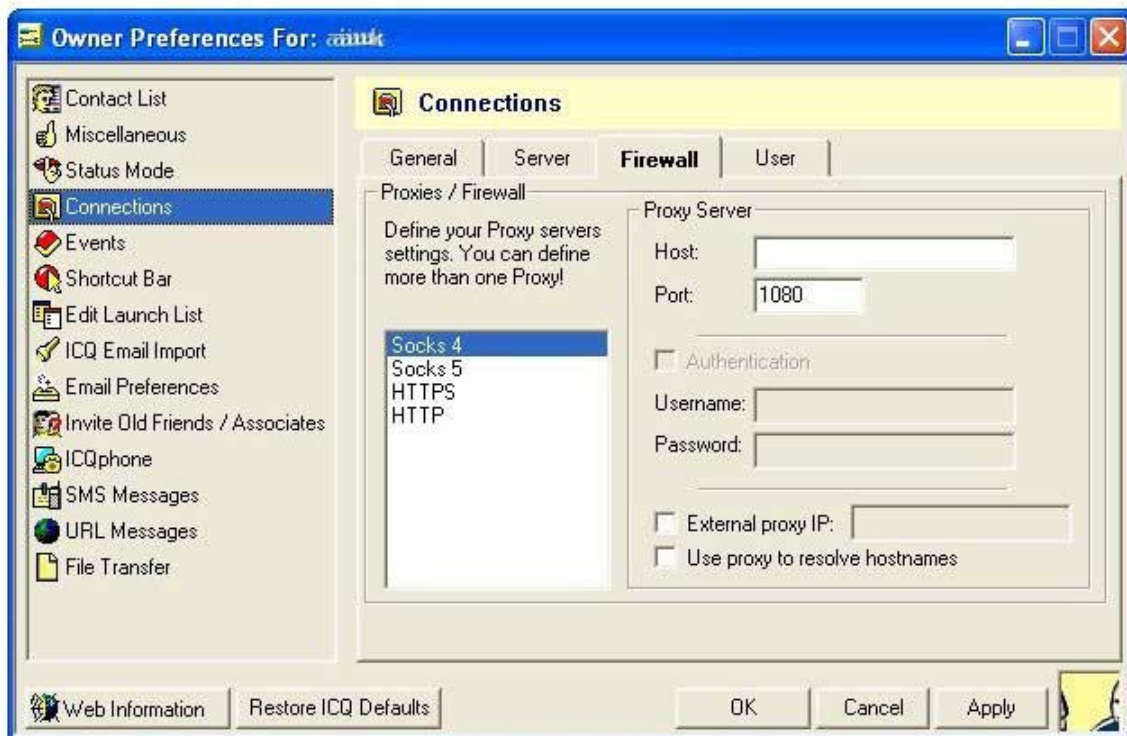 Owner Preferences For:
Contact List
Miscellaneous
Status Mode
Connections
Events
Shortcut Bar
Edit Launch List
ICQ Email Import
Email Preferences
Invite Old Friends / Associates
ICQphone
SMS Messages
URL Messages
File Transfer
Connections
General
Server
Firewall
User
Proxies / Firewall
Define your Proxy servers
settings. You can define
more than one Proxy!
Socks 4
Socks 5
HTTPS
HTTP
Proxy Server
Host:
Port: 1080
Authentication
Username:
Password:
External proxy IP:
Use proxy to resolve hostnames
Web Information
Restore ICQ Defaults
OK
Cancel
Apply